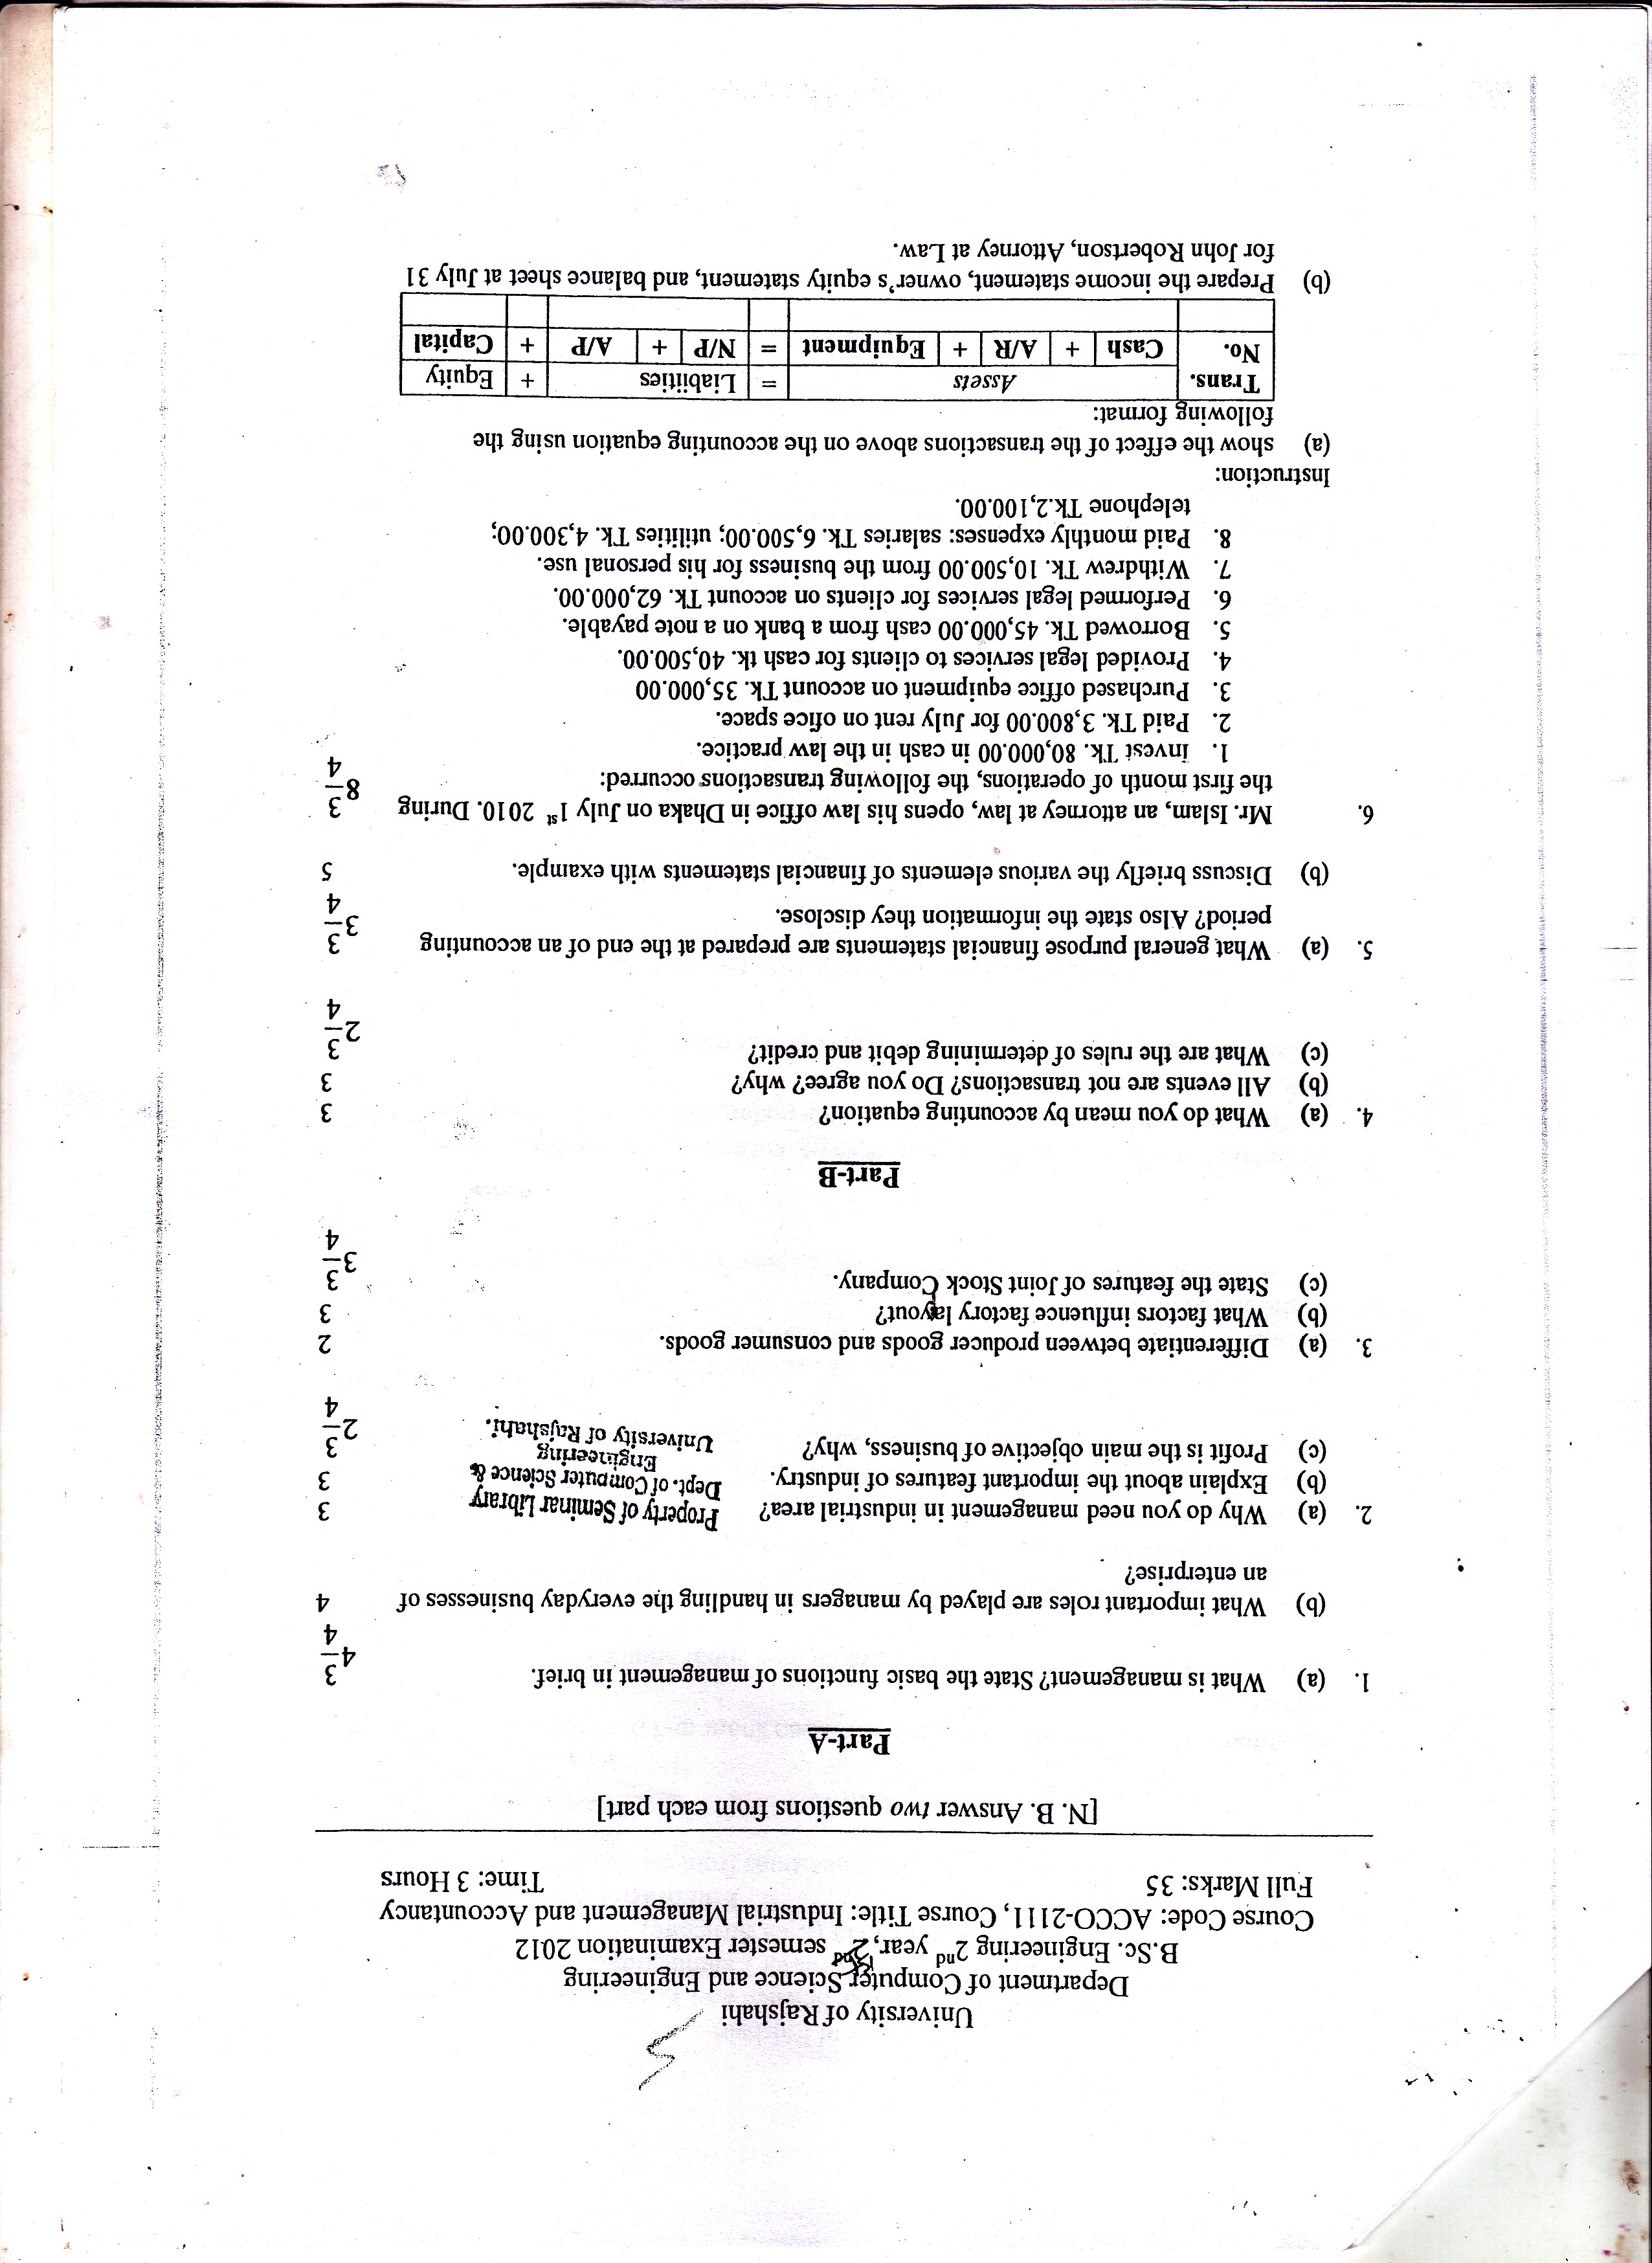 University of Rajshahi
Department of Computer Science and Engineering
B.Sc. Engineering 2nd year, 2nd semester Examination 2012
Course Code: ACCO-2111, Course Title: Industrial Management and Accountancy
Full Marks: 35 Time: 3 Hours
[N. B. Answer two questions from each part]
Part-A
1. (a) What is management? State the basic functions of management in brief. 4 3/4
(b) What important roles are played by managers in handling the everyday businesses of 4
an enterprise?
2. (a) Why do you need management in industrial area? 3
(b) Explain about the important features of industry. 3
(c) Profit is the main objective of business, why? 2 3/4
Property of Seminar Library
Dept. of Computer Science &
Engineering
University of Rajshahi.
3. (a) Differentiate between producer goods and consumer goods. 2
(b) What factors influence factory layout? 3
(c) State the features of Joint Stock Company. 3 3/4
Part-B
4. (a) What do you mean by accounting equation? 3
(b) All events are not transactions? Do you agree? why? 3
(c) What are the rules of determining debit and credit? 2 3/4
5. (a) What general purpose financial statements are prepared at the end of an accounting 3 3/4
period? Also state the information they disclose.
(b) Discuss briefly the various elements of financial statements with example. 5
6. Mr. Islam, an attorney at law, opens his law office in Dhaka on July 1st 2010. During 8 3/4
the first month of operations, the following transactions occurred:
1. Invest Tk. 80,000.00 in cash in the law practice.
2. Paid Tk. 3,800.00 for July rent on ofice space.
3. Purchased office equipment on account Tk. 35,000.00
4. Provided legal services to clients for cash tk. 40,500.00.
5. Borrowed Tk. 45,000.00 cash from a bank on a note payable.
6. Performed legal services for clients on account Tk. 62,000.00.
7. Withdrew Tk. 10,500.00 from the business for his personal use.
8. Paid monthly expenses: salaries Tk. 6,500.00; utilities Tk. 4,300.00;
telephone Tk.2,100.00.
Instruction:
(a) show the effect of the transactions above on the accounting equation using the
following format:
Trans. Assets = Liabiities + Equity
No. Cash + A/R + Equipment = N/P + A/P + Capital
(b) Prepare the income statement, owner's equity statement, and balance sheet at July 31
for John Robertson, Attorney at Law.